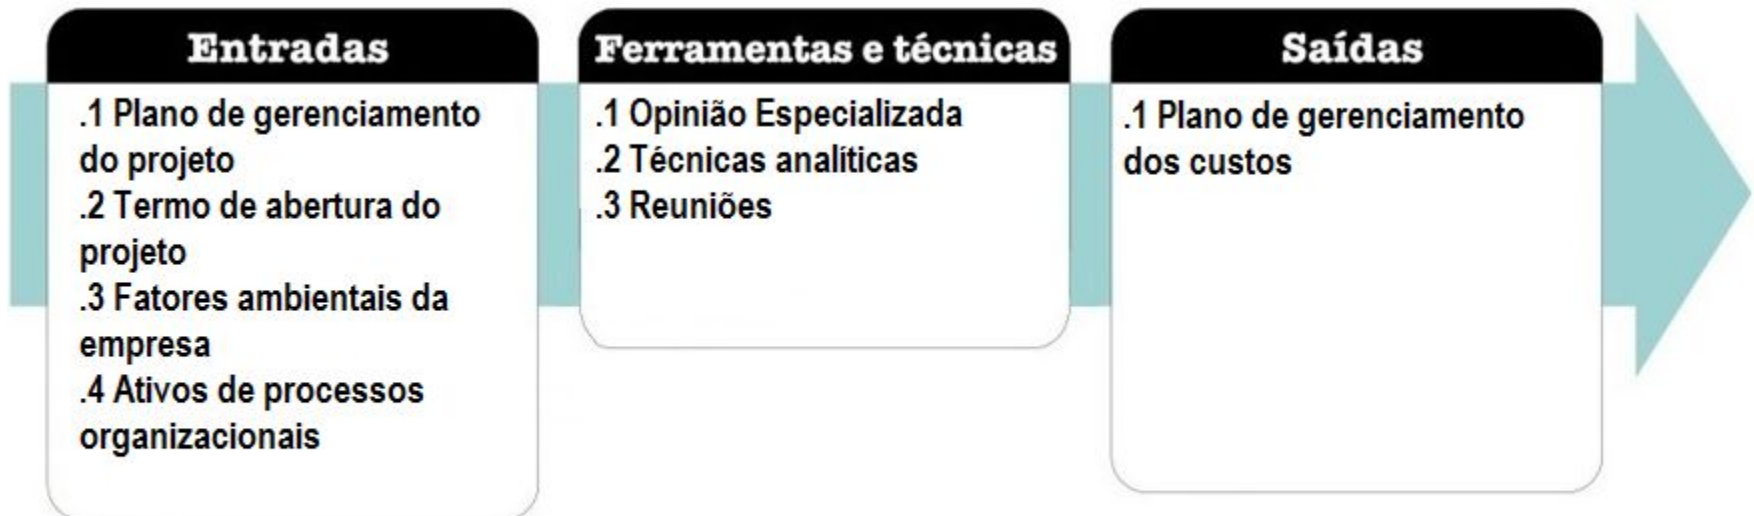 Entradas
.1 Plano de gerenciamento
do projeto
.2 Termo de abertura do
projeto
.3 Fatores ambientais da
empresa
.4 Ativos de processos
organizacionais
Ferramentas e técnicas
.1 Opinião Especializada
.2 Técnicas analíticas
.3 Reuniões
Saídas
.1 Plano de gerenciamento
dos custos